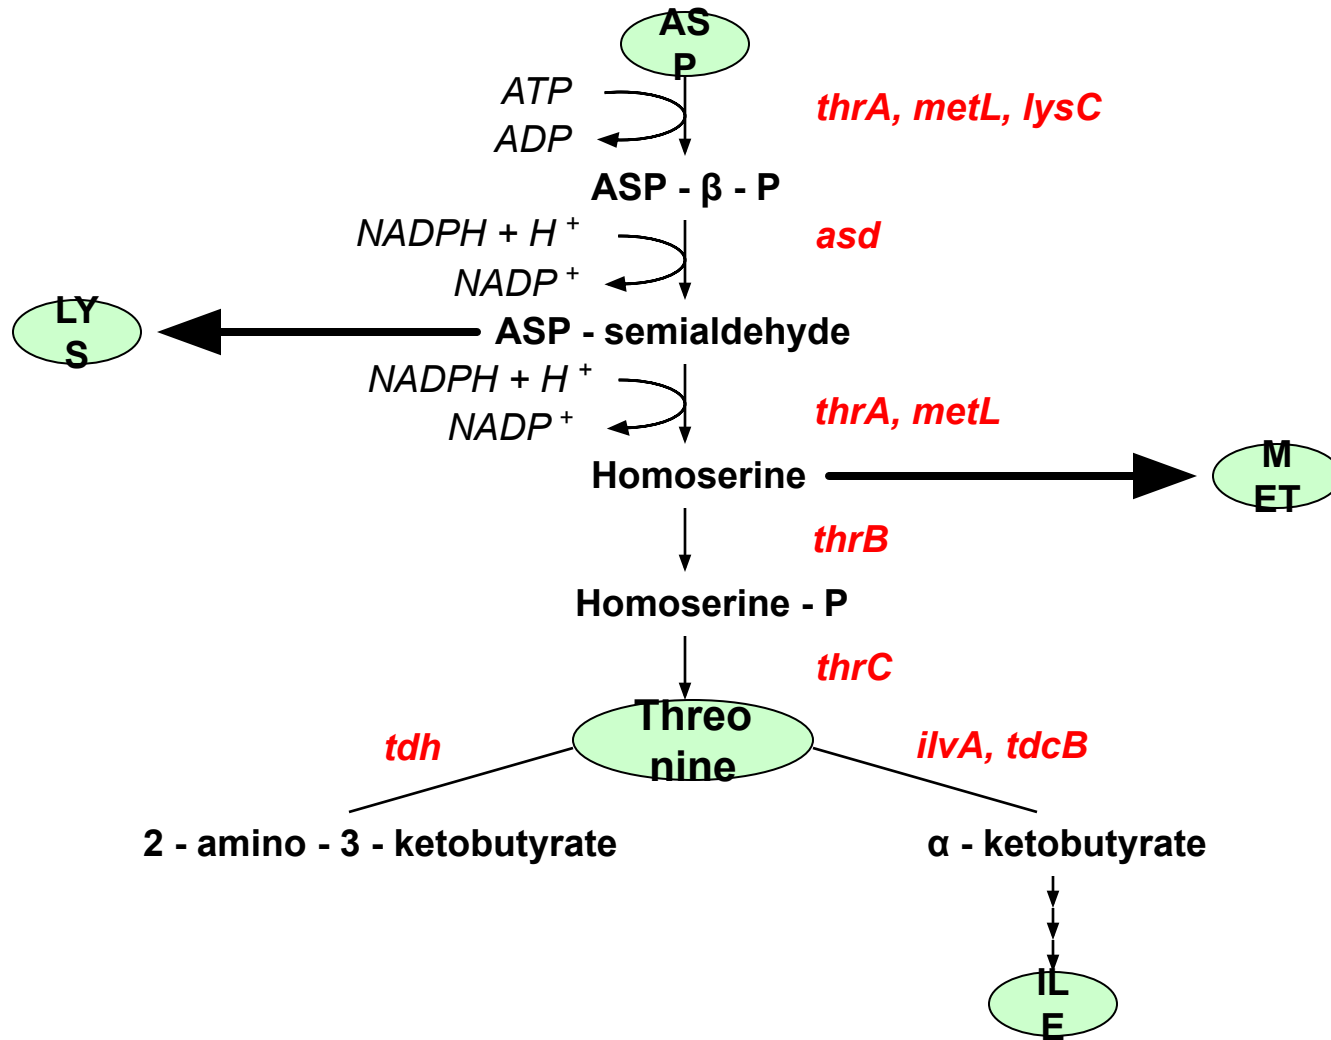 AS
P
ATP
ADP
thrA, metL, lysC
ASP - β - P
NADPH + H +
NADP +
asd
LY
S
ASP - semialdehyde
NADPH + H +
NADP +
thrA, metL
Homoserine
M
ET
thrB
Homoserine - P
thrC
Threo
nine
tdh
ilvA, tdcB
2 - amino - 3 - ketobutyrate
α - ketobutyrate
IL
E